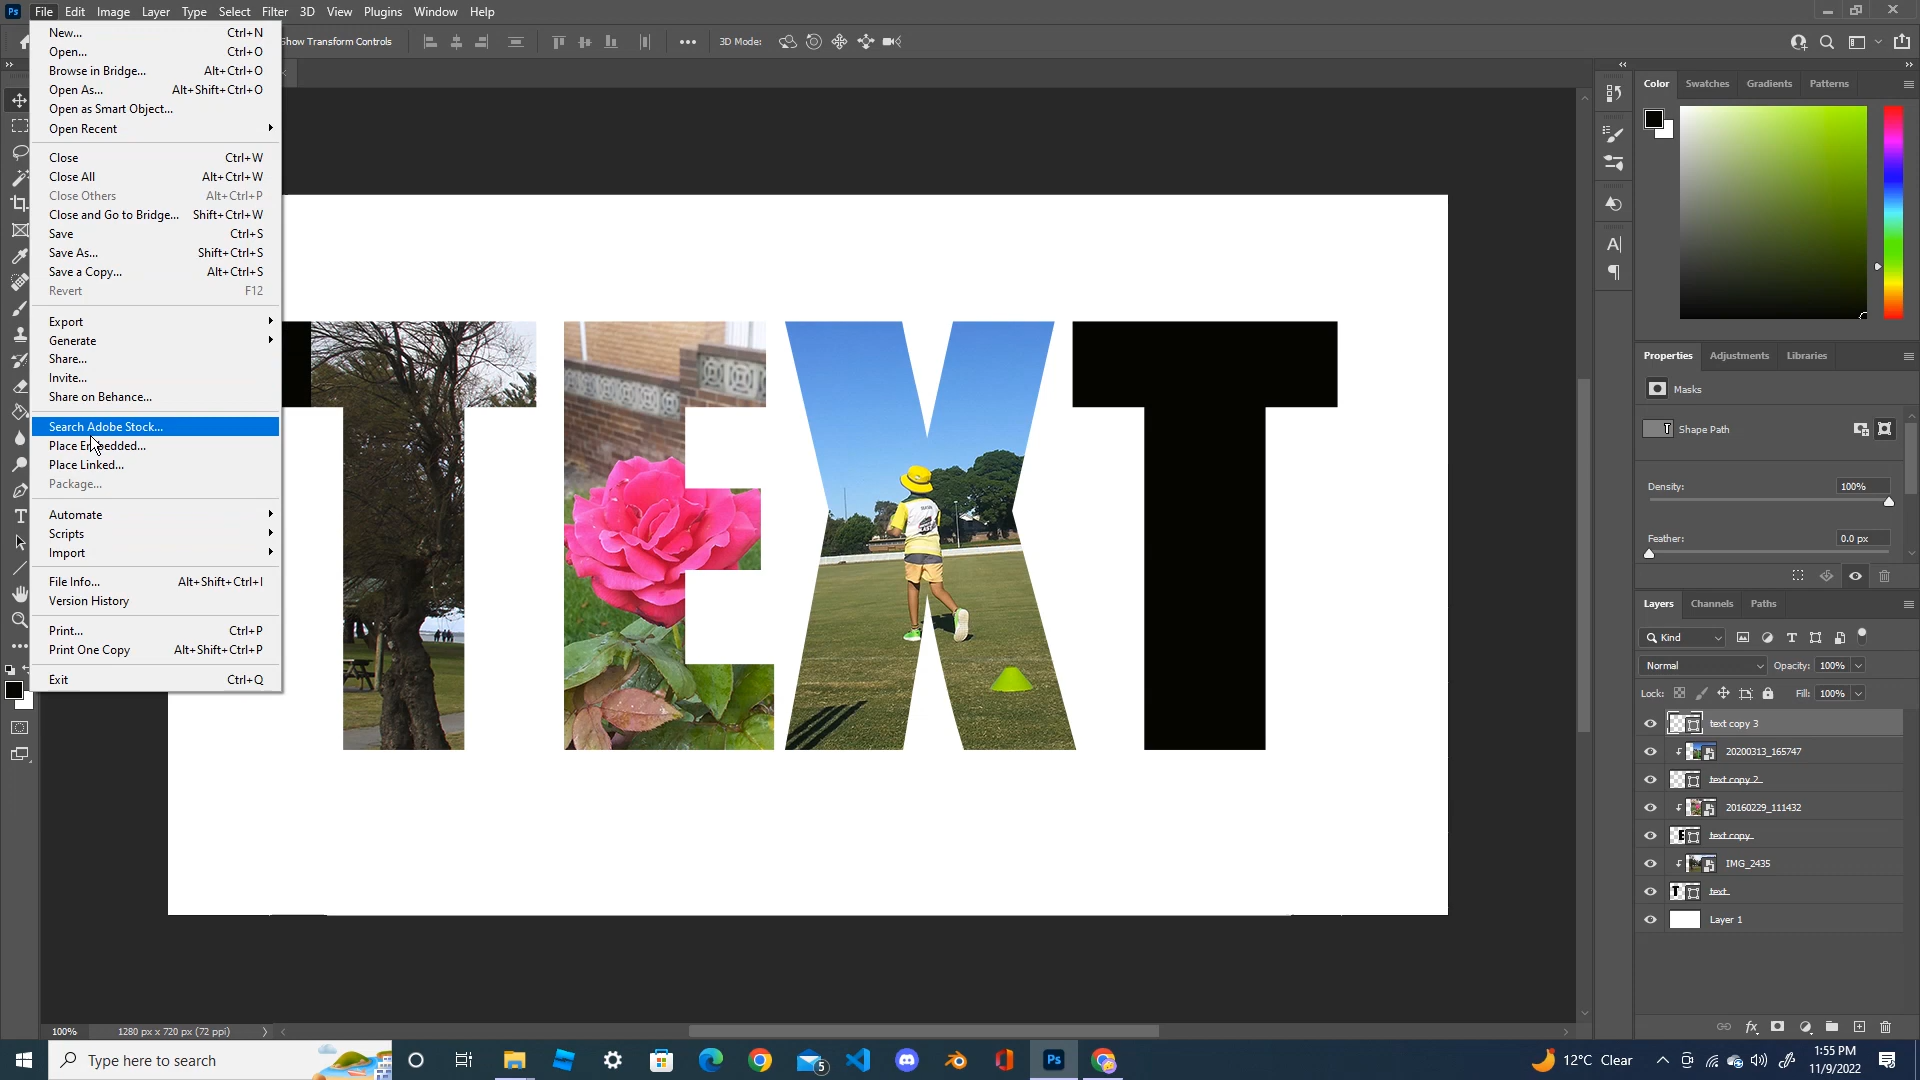 Ps File Edit Image Layer Type Select Filter 3D View Plugins Window Help
New... Ctrl+N
Open... Ctrl+O
Browse in Bridge... Alt+Ctrl+O
Open As... Alt+Shift+Ctrl+O
Open as Smart Object...
Open Recent
Close Ctrl+W
Close All Alt+Ctrl+W
Close Others Alt+Ctrl+P
Close and Go to Bridge... Shift+Ctrl+W
Save Ctrl+S
Save As... Shift+Ctrl+S
Save a Copy... Alt+Ctrl+S
Revert F12
Export
Generate
Share...
Invite...
Share on Behance...
Search Adobe Stock...
Place Embedded...
Place Linked...
Package...
Automate
Scripts
Import
File Info... Alt+Shift+Ctrl+I
Version History
Print... Ctrl+P
Print One Copy Alt+Shift+Ctrl+P
Exit Ctrl+Q
Show Transform Controls
3D Mode:
TEXT
Color Swatches Gradients Patterns
Properties Adjustments Libraries
Masks
Shape Path
Density: 100%
Feather: 0.0 px
Layers Channels Paths
Kind
Normal Opacity: 100%
Lock: Fill: 100%
text copy 3
20200313_165747
text copy 2
20160229_111432
text copy
IMG_2435
text
Layer 1
100% 1280 px x 720 px (72 ppi)
Type here to search
5
Ps
12°C Clear
1:55 PM
11/9/2022